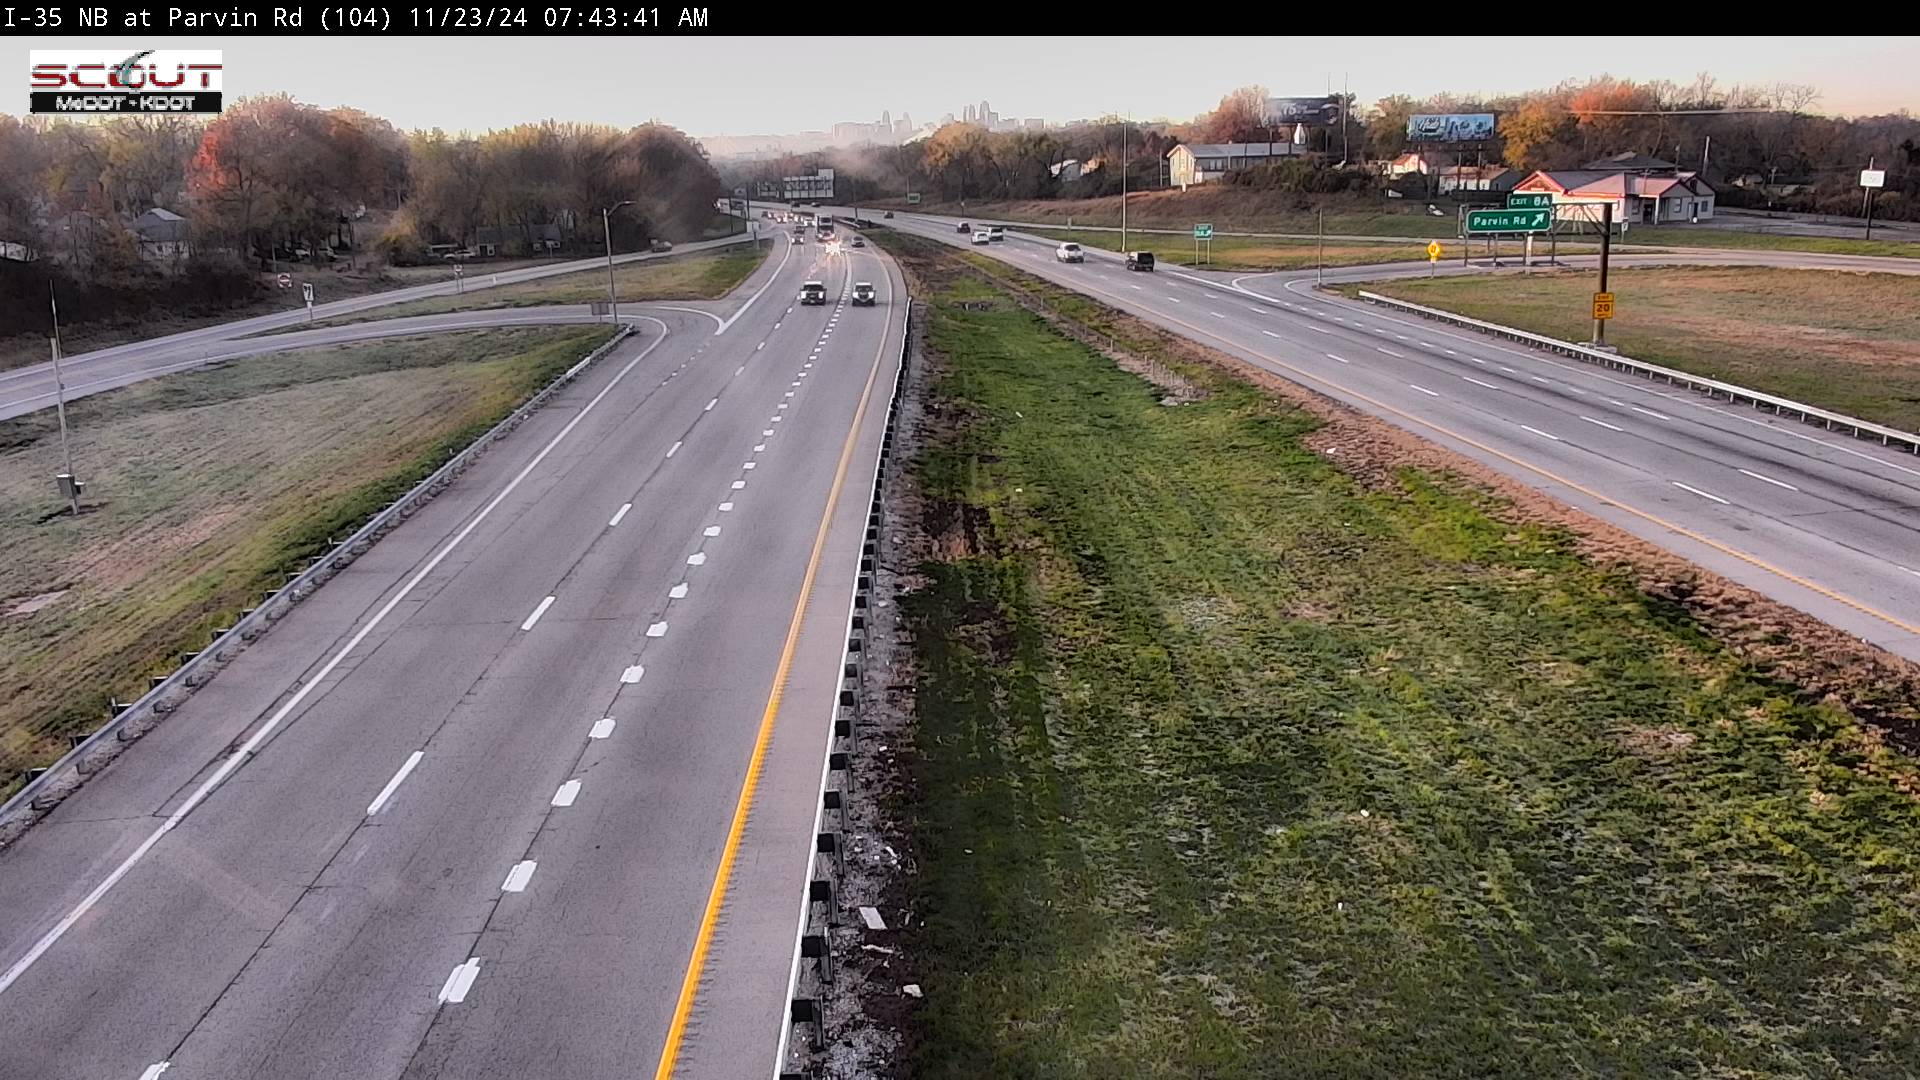 I-35 NB at Parvin Rd (104) 11/23/24 07:43:41 AM
SCOUT
MoDOT - KDOT
EXIT 8A
Parvin Rd
20